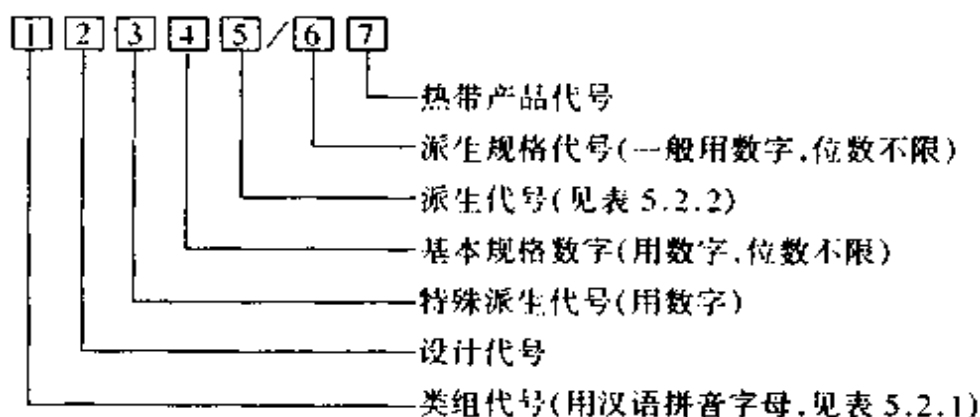 1 2 3 4 5 / 6 7
热带产品代号
派生规格代号(一般用数字,位数不限)
派生代号(见表 5.2.2)
基本规格数字(用数字,位数不限)
特殊派生代号(用数字)
设计代号
类组代号(用汉语拼音字母,见表 5.2.1)